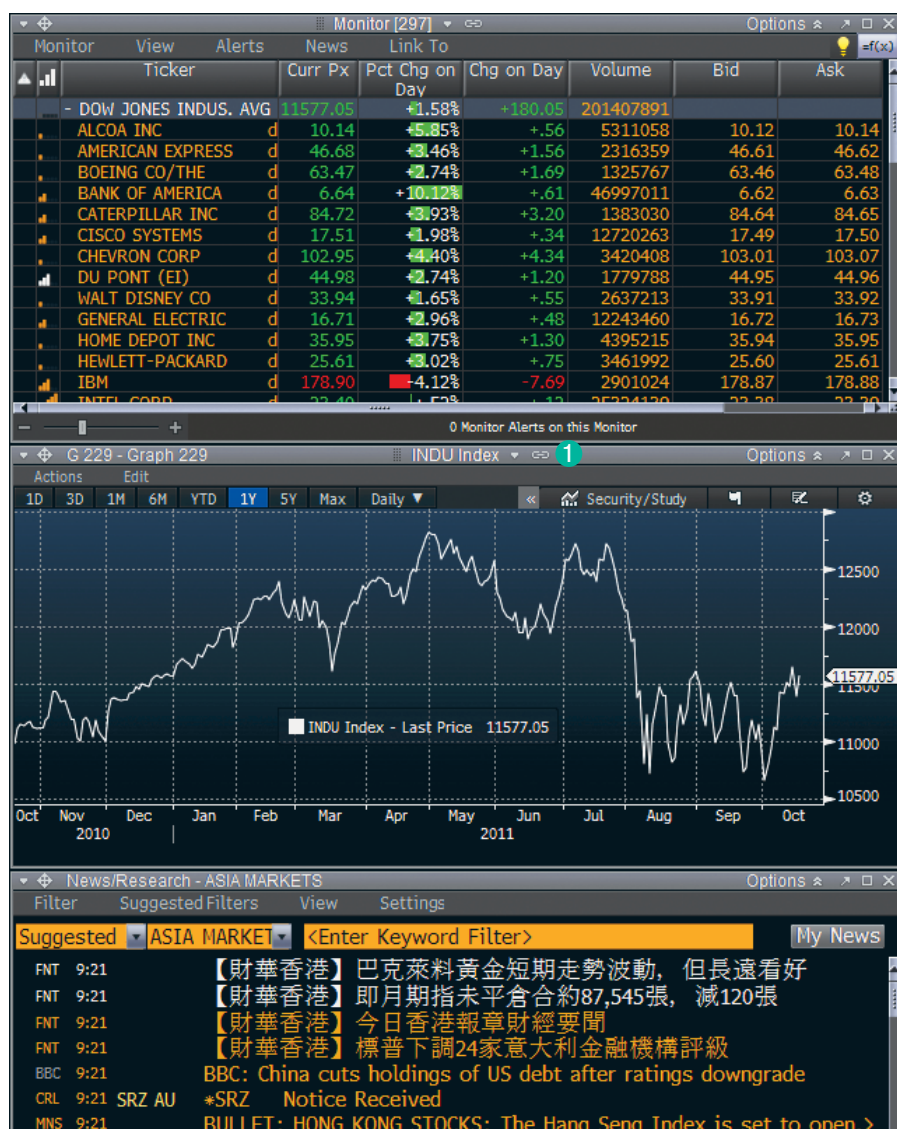 Monitor [297] Options
Monitor View Alerts News Link To =f(x)
Ticker Curr Px Pct Chg on Day Chg on Day Volume Bid Ask
- DOW JONES INDUS. AVG 11577.05 +1.58% +180.05 201407891
ALCOA INC d 10.14 +5.85% +.56 5311058 10.12 10.14
AMERICAN EXPRESS d 46.68 +3.46% +1.56 2316359 46.61 46.62
BOEING CO/THE d 63.47 +2.74% +1.69 1325767 63.46 63.48
BANK OF AMERICA d 6.64 +10.12% +.61 46997011 6.62 6.63
CATERPILLAR INC d 84.72 +3.93% +3.20 1383030 84.64 84.65
CISCO SYSTEMS d 17.51 +1.98% +.34 12720263 17.49 17.50
CHEVRON CORP d 102.95 +4.40% +4.34 3420408 103.01 103.07
DU PONT (EI) d 44.98 +2.74% +1.20 1779788 44.95 44.96
WALT DISNEY CO d 33.94 +1.65% +.55 2637213 33.91 33.92
GENERAL ELECTRIC d 16.71 +2.96% +.48 12243460 16.72 16.73
HOME DEPOT INC d 35.95 +3.75% +1.30 4395215 35.94 35.95
HEWLETT-PACKARD d 25.61 +3.02% +.75 3461992 25.60 25.61
IBM d 178.90 -4.12% -7.69 2901024 178.87 178.88
INTEL CORP
0 Monitor Alerts on this Monitor
G 229 - Graph 229 INDU Index 1 Options
Actions Edit
1D 3D 1M 6M YTD 1Y 5Y Max Daily « Security/Study
12500
12000
11577.05
11500
INDU Index - Last Price 11577.05
11000
10500
Oct Nov Dec Jan Feb Mar Apr May Jun Jul Aug Sep Oct
2010 2011
News/Research - ASIA MARKETS Options
Filter Suggested Filters View Settings
Suggested ASIA MARKET <Enter Keyword Filter> My News
FNT 9:21 【財華香港】巴克萊料黃金短期走勢波動，但長遠看好
FNT 9:21 【財華香港】即月期指未平倉合約87,545張，減120張
FNT 9:21 【財華香港】今日香港報章財經要聞
FNT 9:21 【財華香港】標普下調24家意大利金融機構評級
BBC 9:21 BBC: China cuts holdings of US debt after ratings downgrade
CRL 9:21 SRZ AU *SRZ Notice Received
MNS 9:21 BULLET: HONG KONG STOCKS: The Hang Seng Index is set to open >